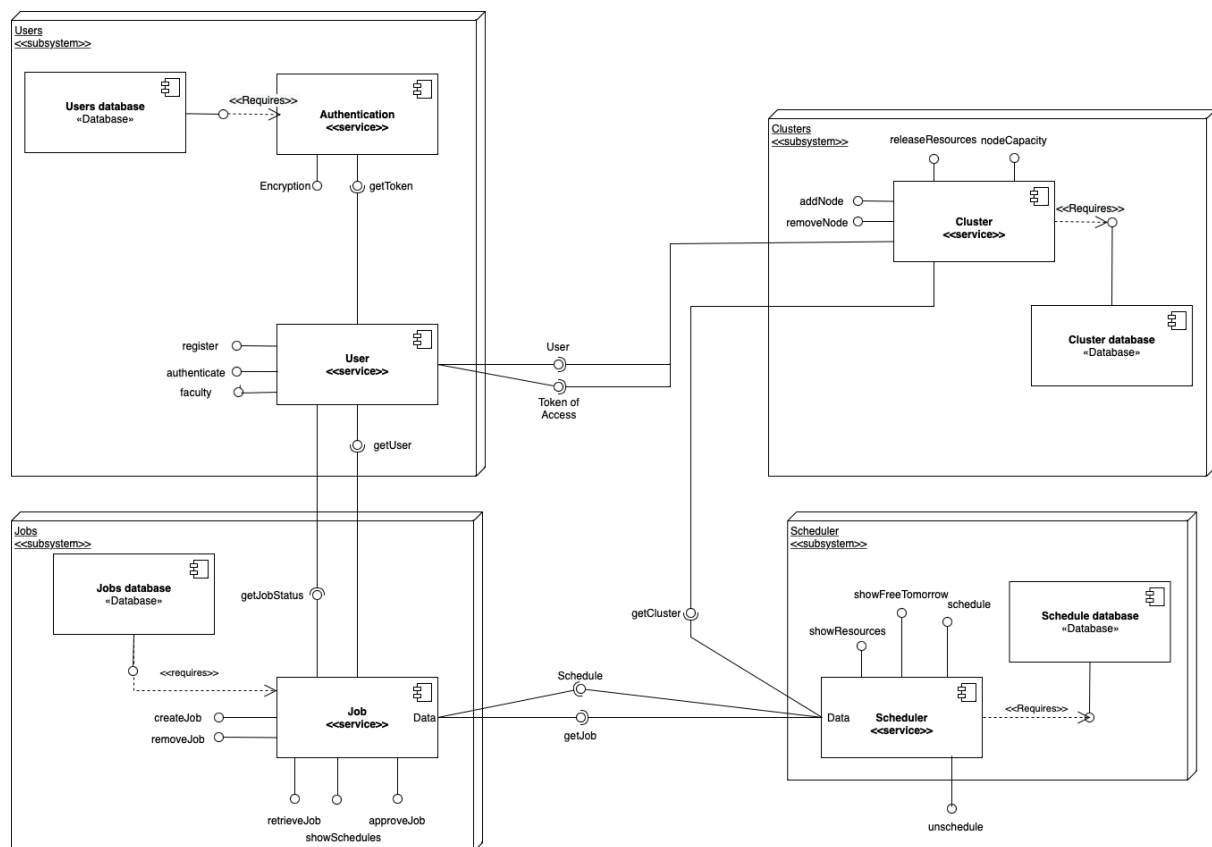 Users
<<subsystem>>
Users database
«Database»
<<Requires>>
Authentication
<<service>>
Encryption
getToken
register
authenticate
faculty
User
<<service>>
getUser
User
Token of
Access
Clusters
<<subsystem>>
releaseResources
nodeCapacity
addNode
removeNode
Cluster
<<service>>
<<Requires>>
Cluster database
«Database»
Jobs
<<subsystem>>
Jobs database
«Database»
<<requires>>
getJobStatus
createJob
removeJob
Job
<<service>>
Data
retrieveJob
showSchedules
approveJob
Schedule
getJob
getCluster
Scheduler
<<subsystem>>
showFreeTomorrow
schedule
showResources
Data
Scheduler
<<service>>
<<Requires>>
Schedule database
«Database»
unschedule